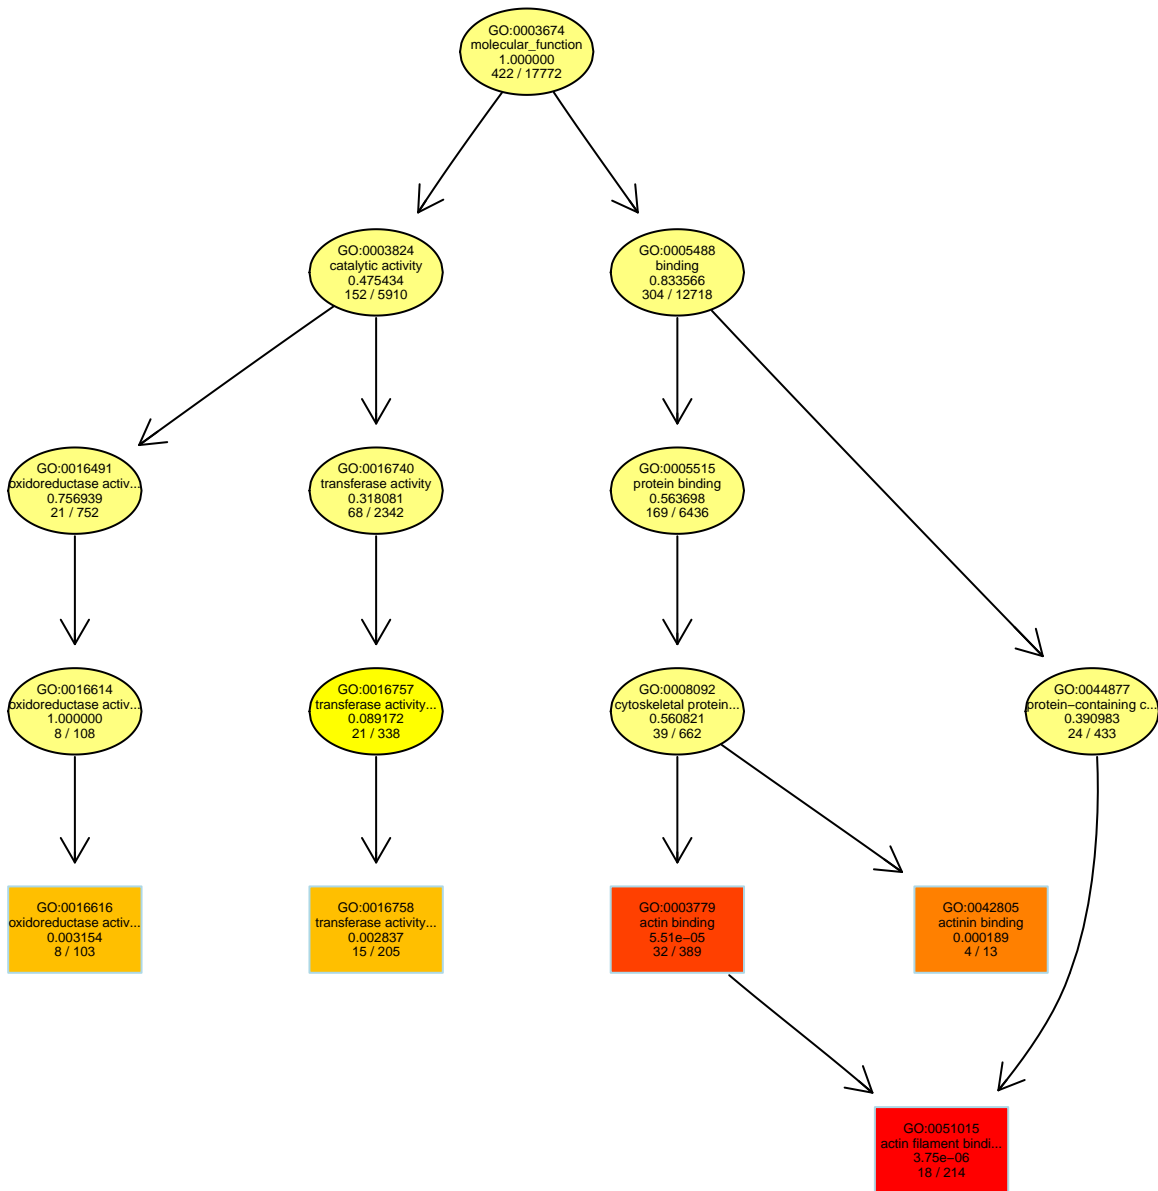 GO:0003674
molecular_function
1.000000
422 / 17772
GO:0003824
catalytic activity
0.475434
152 / 5910
GO:0005488
binding
0.833566
304 / 12718
GO:0016491
oxidoreductase activ...
0.756939
21 / 752
GO:0016740
transferase activity
0.318081
68 / 2342
GO:0005515
protein binding
0.563698
169 / 6436
GO:0016614
oxidoreductase activ...
1.000000
8 / 108
GO:0016757
transferase activity...
0.089172
21 / 338
GO:0008092
cytoskeletal protein...
0.560821
39 / 662
GO:0044877
protein−containing c...
0.390983
24 / 433
GO:0016616
oxidoreductase activ...
0.003154
8 / 103
GO:0016758
transferase activity...
0.002837
15 / 205
GO:0003779
actin binding
5.51e−05
32 / 389
GO:0042805
actinin binding
0.000189
4 / 13
GO:0051015
actin filament bindi...
3.75e−06
18 / 214